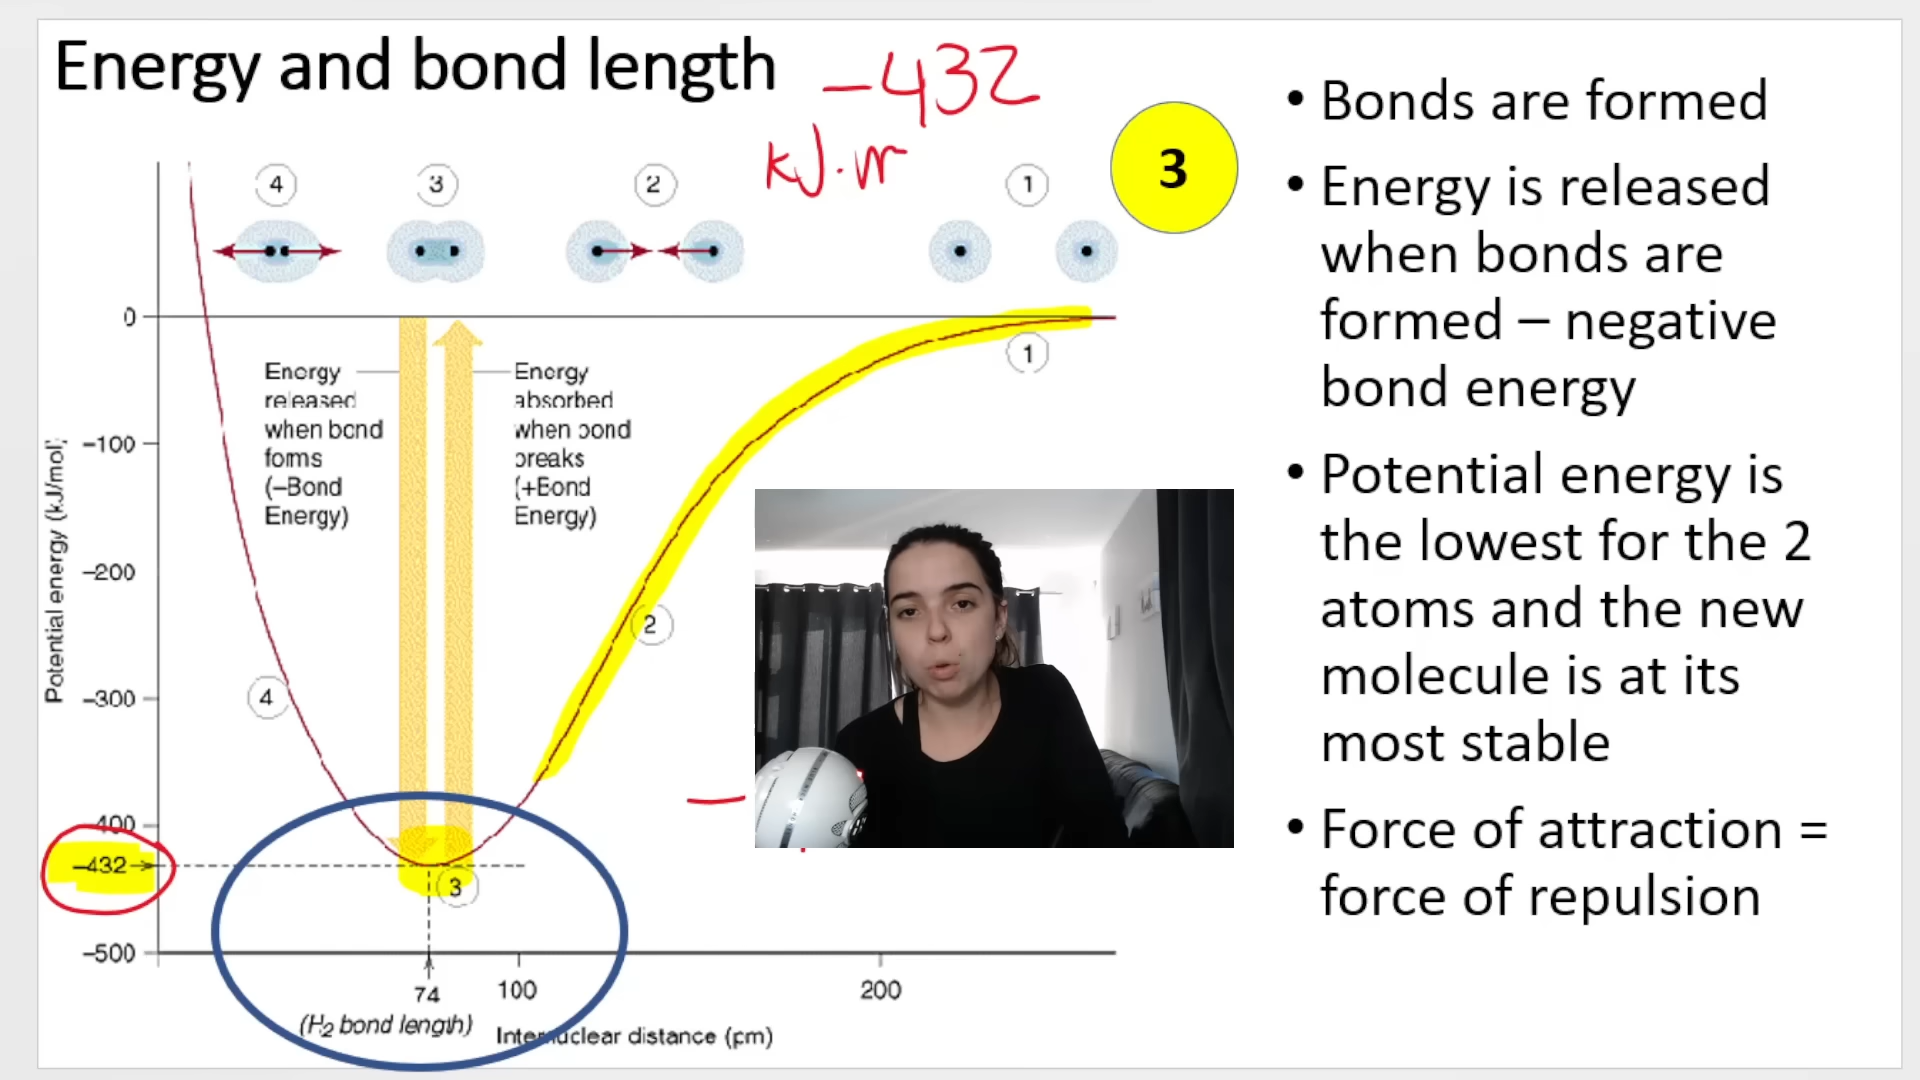 Energy and bond length
-432
kJ.m
3
4
3
2
1
0
-100
-200
-300
-400
-432
-500
Potential energy (kJ/mol)
Energy
released
when bond
forms
(–Bond
Energy)
Energy
absorbed
when bond
breaks
(+Bond
Energy)
1
2
4
3
74
100
200
(H₂ bond length)
Internuclear distance (pm)
• Bonds are formed
• Energy is released
when bonds are
formed – negative
bond energy
• Potential energy is
the lowest for the 2
atoms and the new
molecule is at its
most stable
• Force of attraction =
force of repulsion